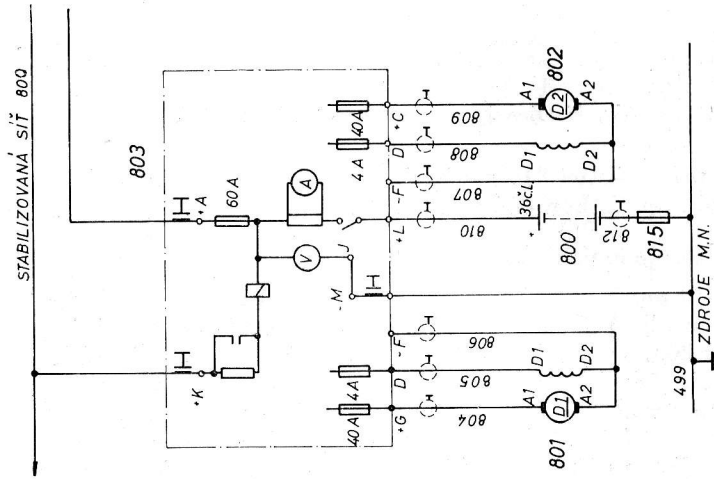 STABILIZOVANÁ SÍŤ 800
803
+A
60A
A
V
J
-M
+K
4A
40A
40A
4A
+G
D
-F
+L
-F
D
+C
804
805
806
810
807
808
809
36čl.
+
800
812
815
A1
D1
A2
801
D1
D2
D1
D2
A1
D2
A2
802
499
ZDROJE M.N.